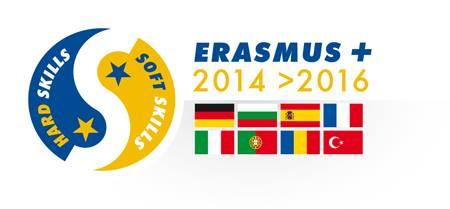 HARD SKILLS
SOFT SKILLS
ERASMUS +
2014 >2016